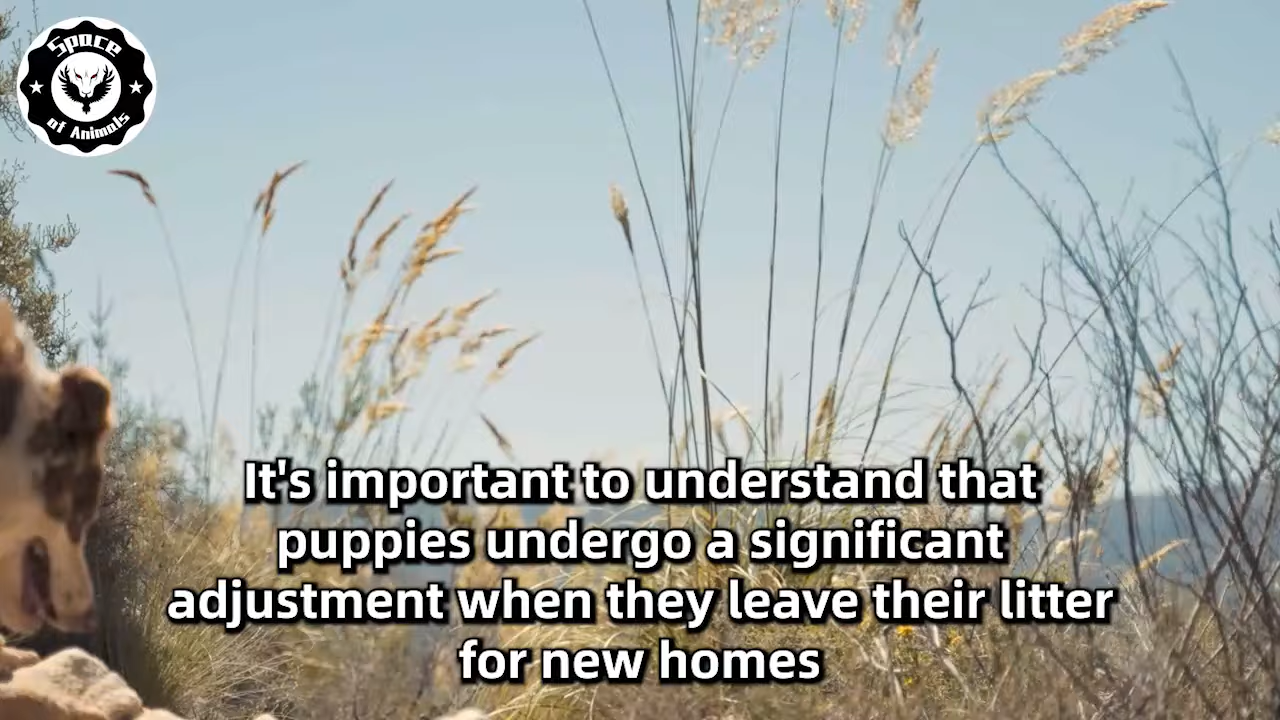 Space
of Animals
It's important to understand that
puppies undergo a significant
adjustment when they leave their litter
for new homes